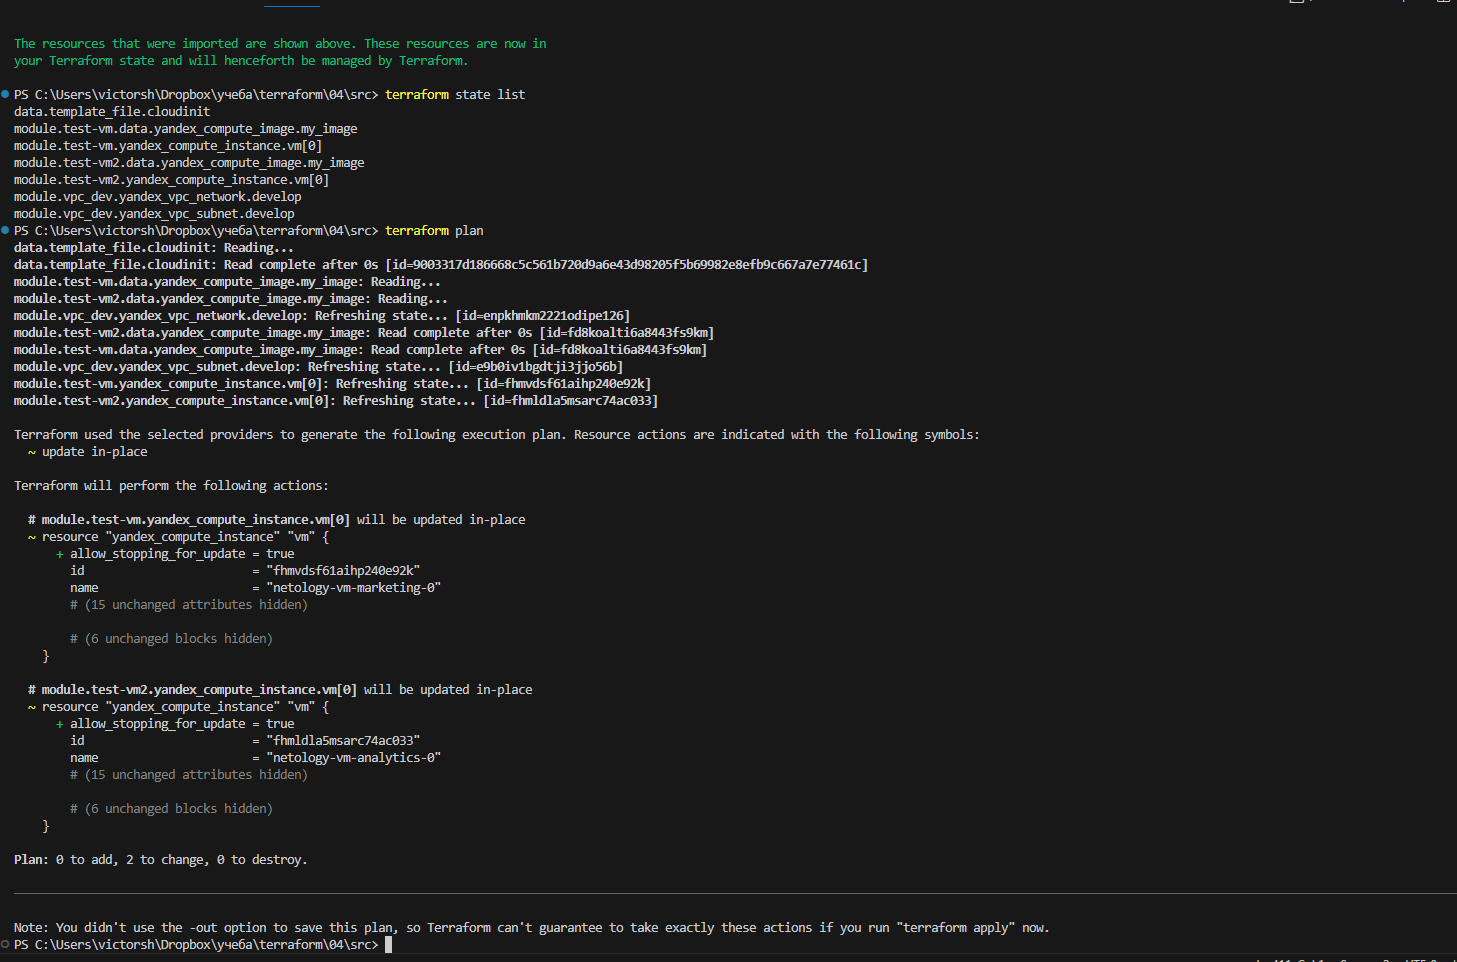 The resources that were imported are shown above. These resources are now in
your Terraform state and will henceforth be managed by Terraform.
PS C:\Users\victorsh\Dropbox\учеба\terraform\04\src> terraform state list
data.template_file.cloudinit
module.test-vm.data.yandex_compute_image.my_image
module.test-vm.yandex_compute_instance.vm[0]
module.test-vm2.data.yandex_compute_image.my_image
module.test-vm2.yandex_compute_instance.vm[0]
module.vpc_dev.yandex_vpc_network.develop
module.vpc_dev.yandex_vpc_subnet.develop
PS C:\Users\victorsh\Dropbox\учеба\terraform\04\src> terraform plan
data.template_file.cloudinit: Reading...
data.template_file.cloudinit: Read complete after 0s [id=9003317d186668c5c561b720d9a6e43d98205f5b69982e8efb9c667a7e77461c]
module.test-vm.data.yandex_compute_image.my_image: Reading...
module.test-vm2.data.yandex_compute_image.my_image: Reading...
module.vpc_dev.yandex_vpc_network.develop: Refreshing state... [id=enpkhmkm2221odipe126]
module.test-vm2.data.yandex_compute_image.my_image: Read complete after 0s [id=fd8koalti6a8443fs9km]
module.test-vm.data.yandex_compute_image.my_image: Read complete after 0s [id=fd8koalti6a8443fs9km]
module.vpc_dev.yandex_vpc_subnet.develop: Refreshing state... [id=e9b0iv1bgdtji3jjo56b]
module.test-vm.yandex_compute_instance.vm[0]: Refreshing state... [id=fhmvdsf61aihp240e92k]
module.test-vm2.yandex_compute_instance.vm[0]: Refreshing state... [id=fhmldla5msarc74ac033]
Terraform used the selected providers to generate the following execution plan. Resource actions are indicated with the following symbols:
~ update in-place
Terraform will perform the following actions:
# module.test-vm.yandex_compute_instance.vm[0] will be updated in-place
~ resource "yandex_compute_instance" "vm" {
+ allow_stopping_for_update = true
id = "fhmvdsf61aihp240e92k"
name = "netology-vm-marketing-0"
# (15 unchanged attributes hidden)
# (6 unchanged blocks hidden)
}
# module.test-vm2.yandex_compute_instance.vm[0] will be updated in-place
~ resource "yandex_compute_instance" "vm" {
+ allow_stopping_for_update = true
id = "fhmldla5msarc74ac033"
name = "netology-vm-analytics-0"
# (15 unchanged attributes hidden)
# (6 unchanged blocks hidden)
}
Plan: 0 to add, 2 to change, 0 to destroy.
Note: You didn't use the -out option to save this plan, so Terraform can't guarantee to take exactly these actions if you run "terraform apply" now.
PS C:\Users\victorsh\Dropbox\учеба\terraform\04\src>